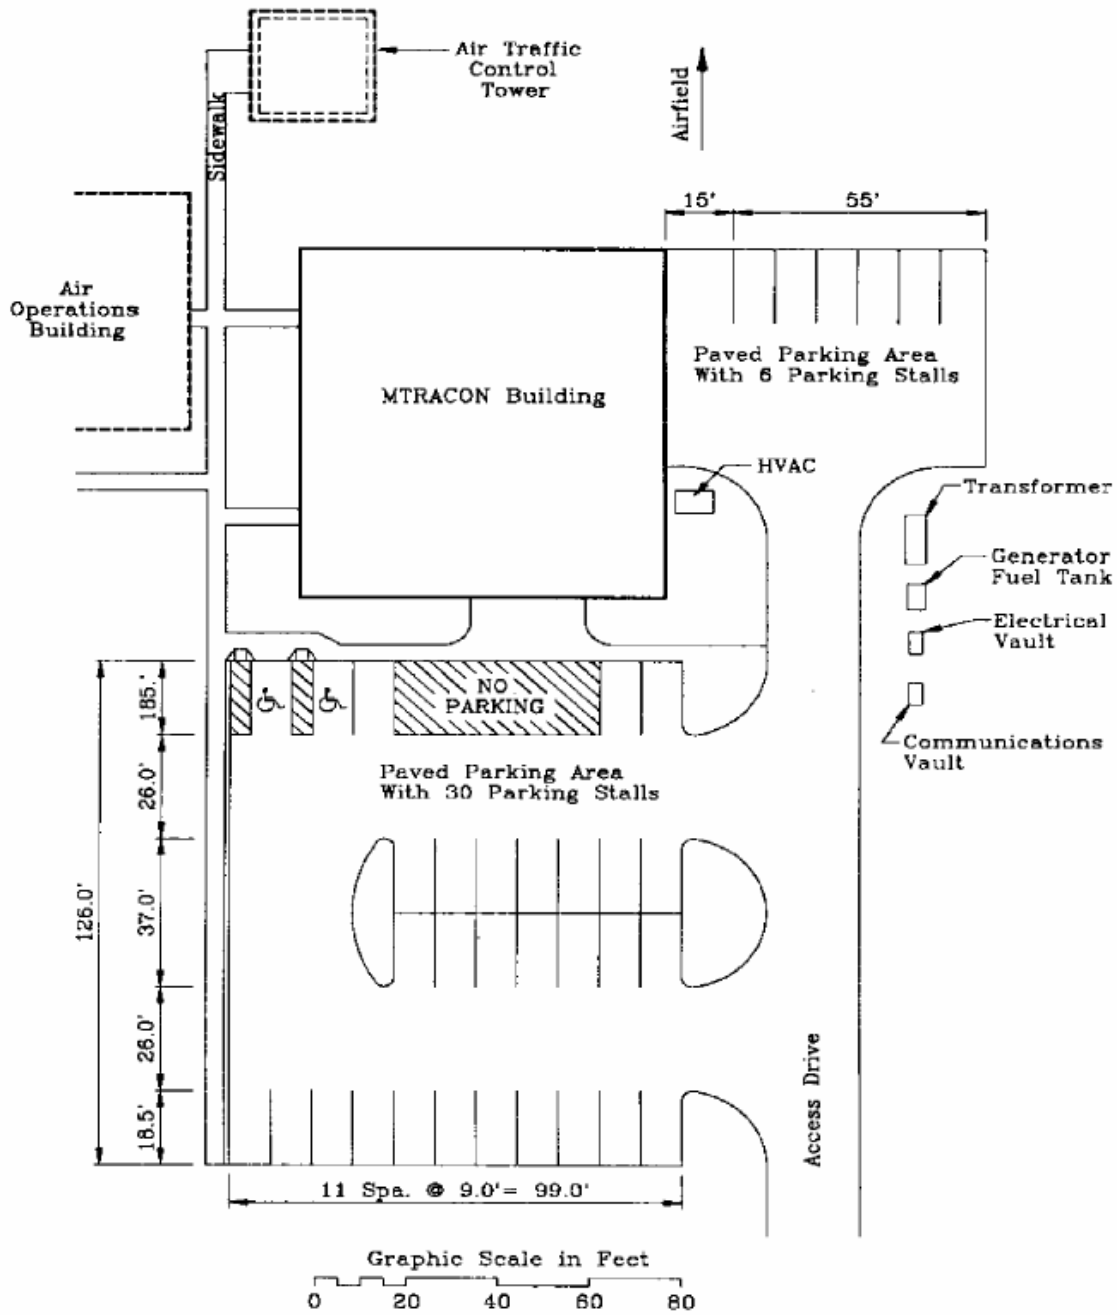 Air Traffic
Control
Tower
Airfield
Sidewalk
15'
55'
Air
Operations
Building
Paved Parking Area
With 6 Parking Stalls
MTRACON Building
HVAC
Transformer
Generator
Fuel Tank
Electrical
Vault
Communications
Vault
NO
PARKING
185.'
Paved Parking Area
With 30 Parking Stalls
26.0'
126.0'
37.0'
26.0'
18.5'
Access Drive
11 Spa. @ 9.0'= 99.0'
Graphic Scale in Feet
0 20 40 60 80